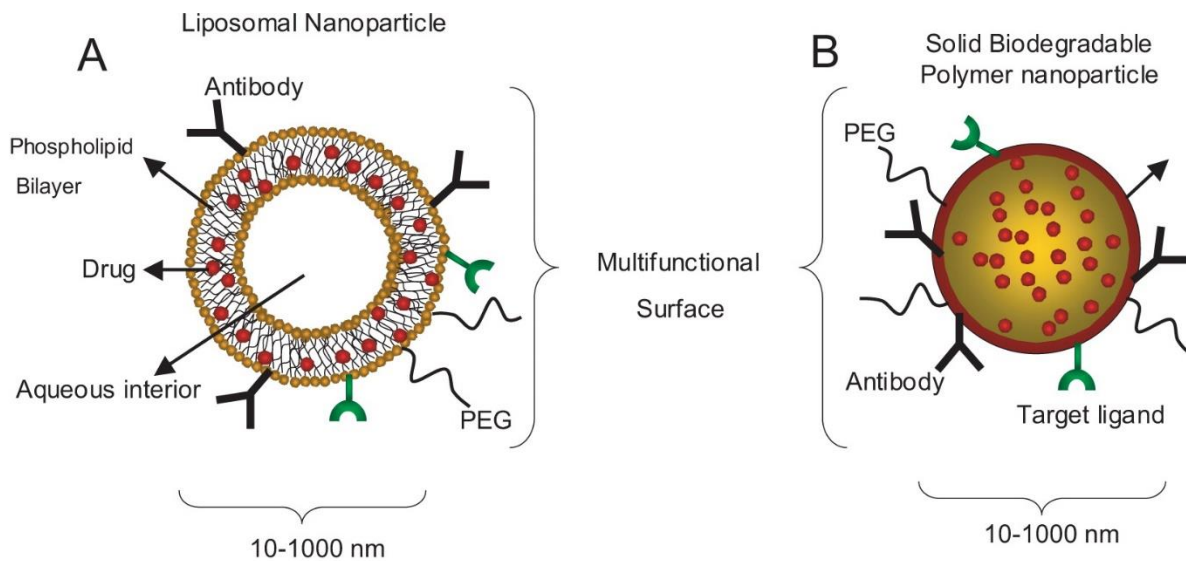 A
Liposomal Nanoparticle
Antibody
Phospholipid
Bilayer
Drug
Aqueous interior
PEG
10-1000 nm
Multifunctional
Surface
B
Solid Biodegradable
Polymer nanoparticle
PEG
Antibody
Target ligand
10-1000 nm